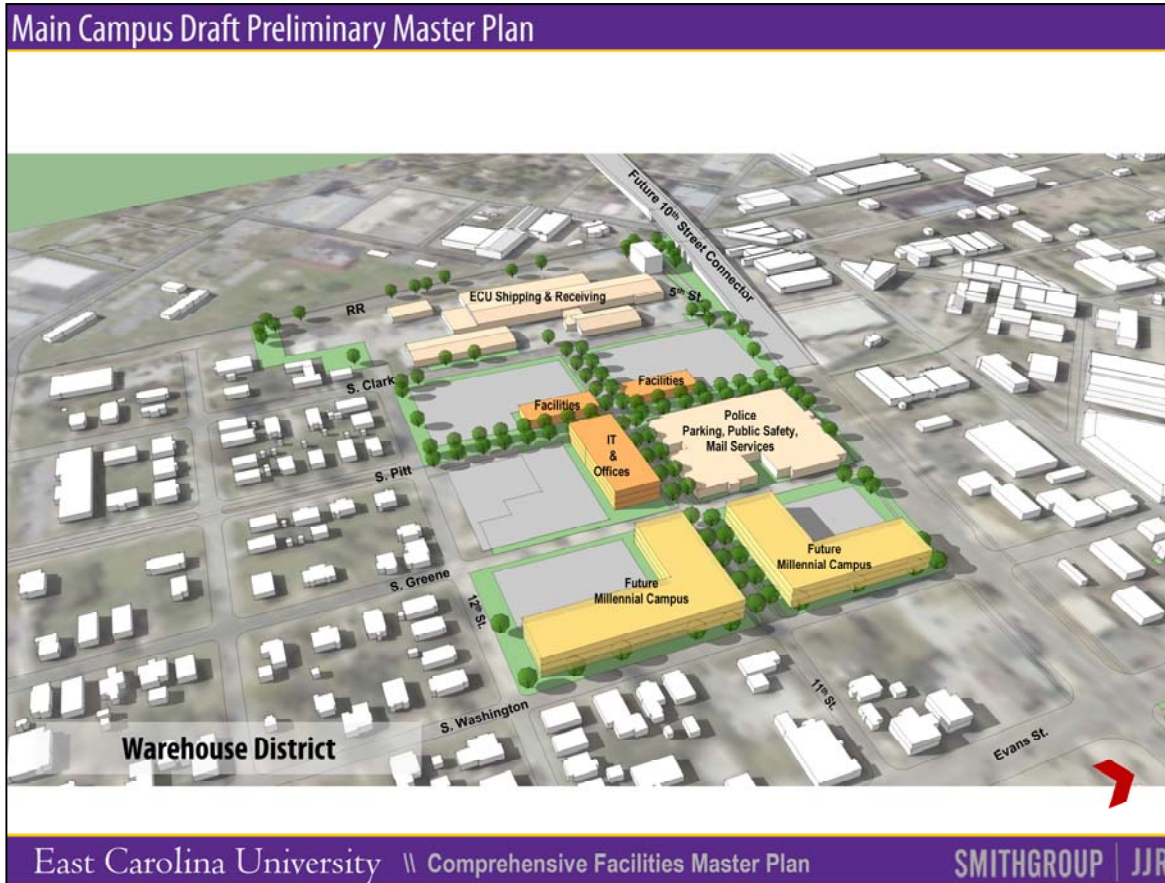 Main Campus Draft Preliminary Master Plan
Future 10th Street Connector
ECU Shipping & Receiving
5th St.
RR
S. Clark
Facilities
Facilities
Police
Parking, Public Safety,
Mail Services
IT
&
Offices
S. Pitt
Future
Millennial Campus
S. Greene
Future
Millennial Campus
12th St.
11th St.
S. Washington
Evans St.
Warehouse District
East Carolina University \\ Comprehensive Facilities Master Plan
SMITHGROUP | JJR